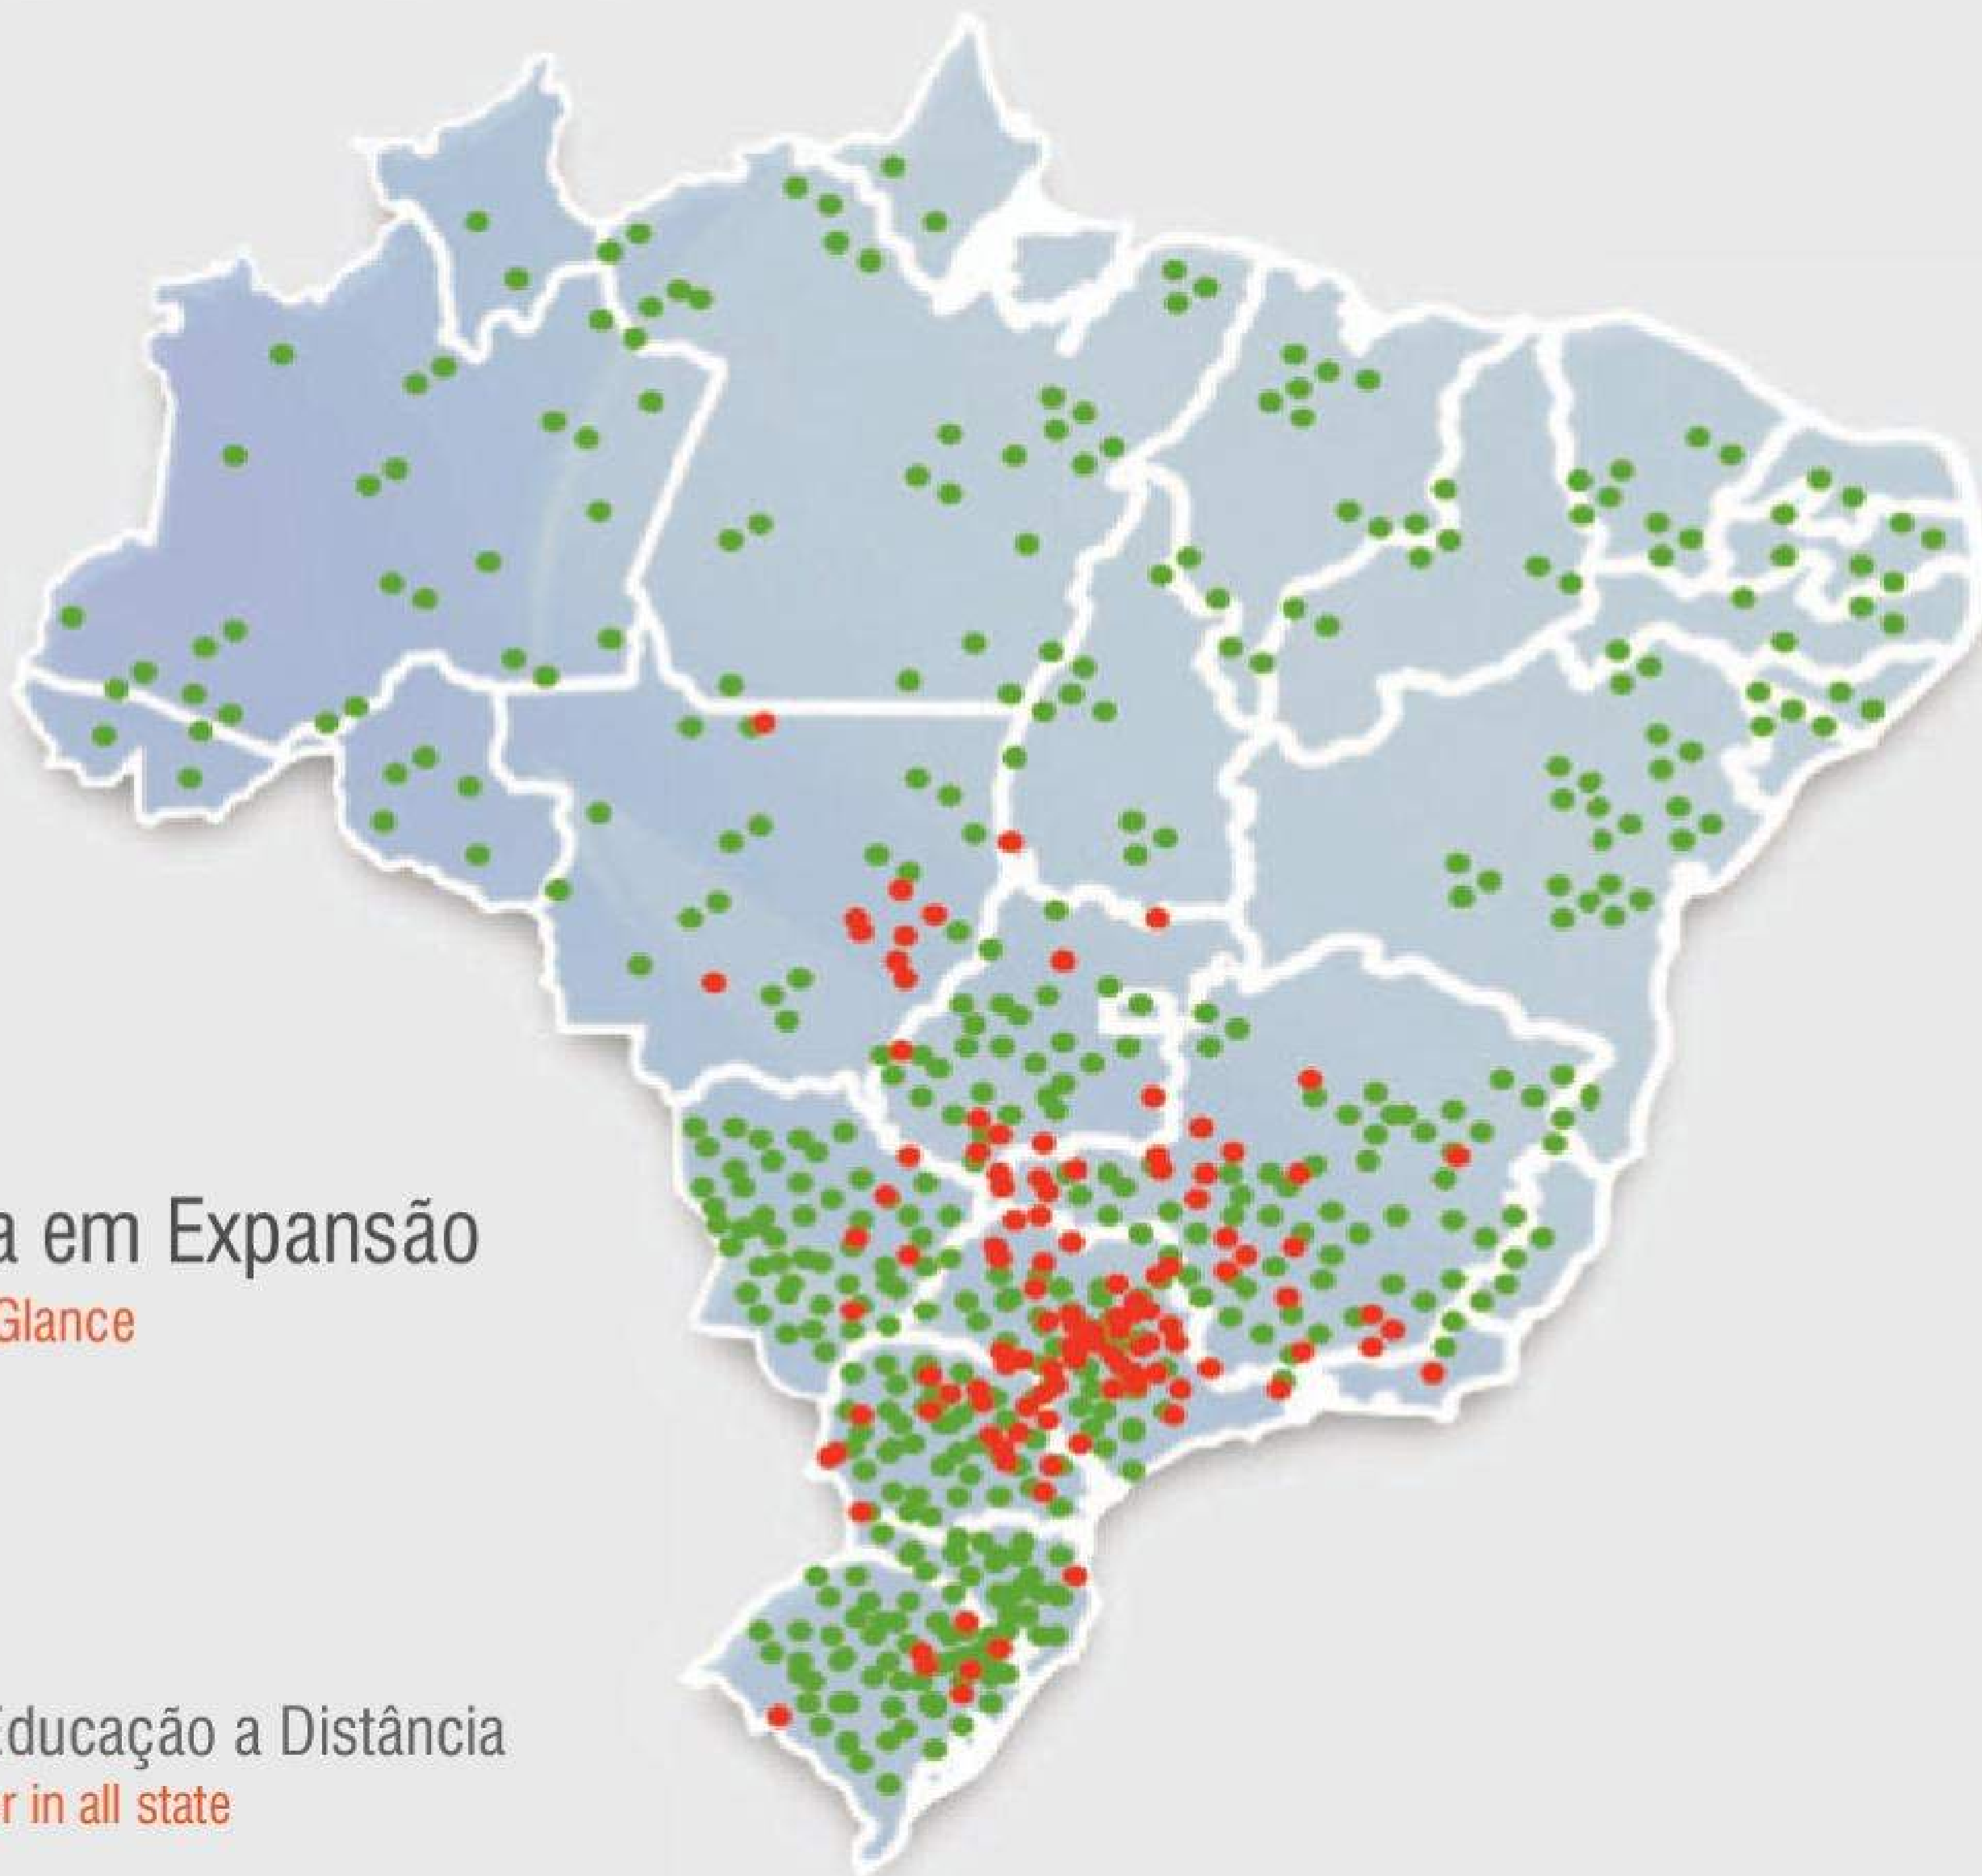 a em Expansão
Glance
Educação a Distância
r in all state